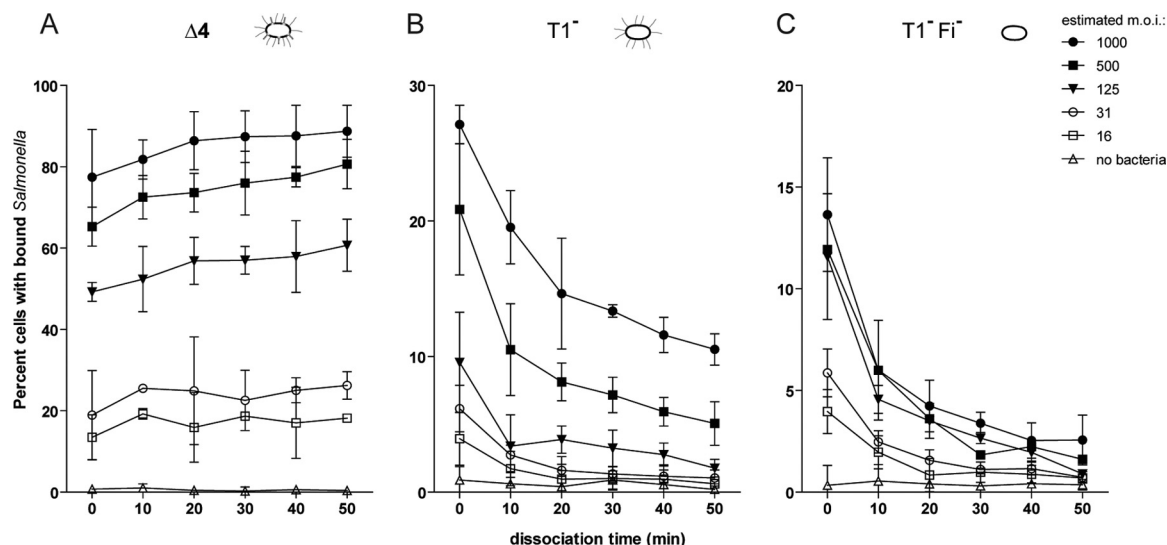 A
Δ4
B
T1-
C
T1-Fi-
estimated m.o.i.:
1000
500
125
31
16
no bacteria
Percent cells with bound Salmonella
100
80
60
40
20
0
0 10 20 30 40 50
30
20
10
0
0 10 20 30 40 50
20
15
10
5
0
0 10 20 30 40 50
dissociation time (min)